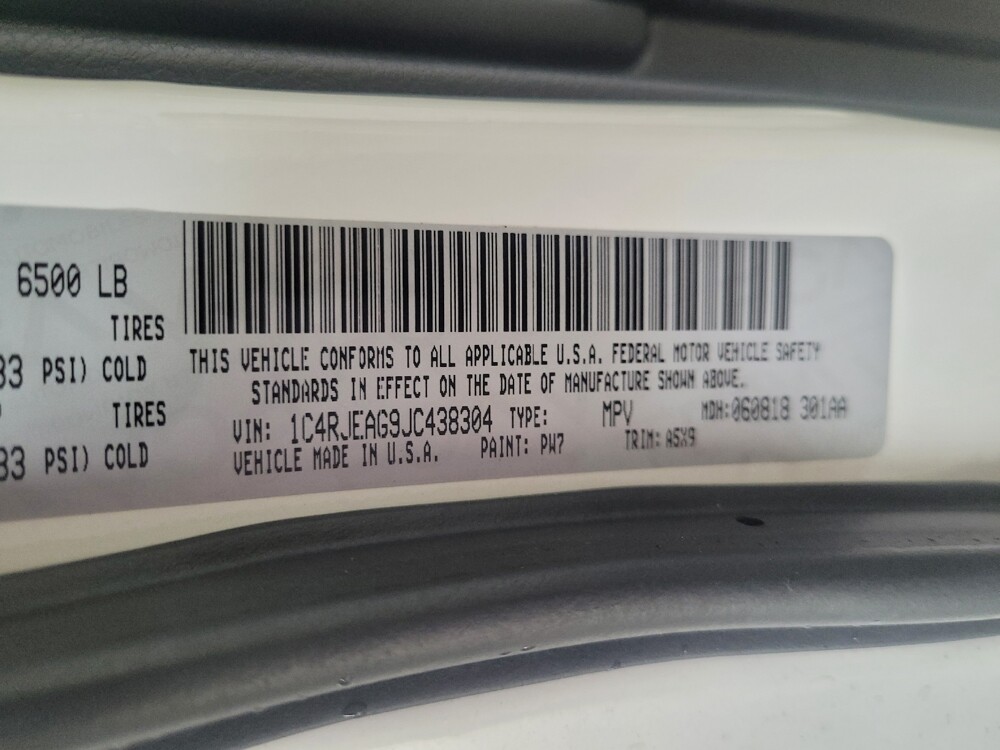 6500 LB
TIRES
33 PSI) COLD
TIRES
33 PSI) COLD
THIS VEHICLE CONFORMS TO ALL APPLICABLE U.S.A. FEDERAL MOTOR VEHICLE SAFETY
STANDARDS IN EFFECT ON THE DATE OF MANUFACTURE SHOWN ABOVE.
VIN: 1C4RJEAG9JC438304 TYPE: MPV MDH:060818 301AA
VEHICLE MADE IN U.S.A. PAINT: PW7 TRIM: A5X9